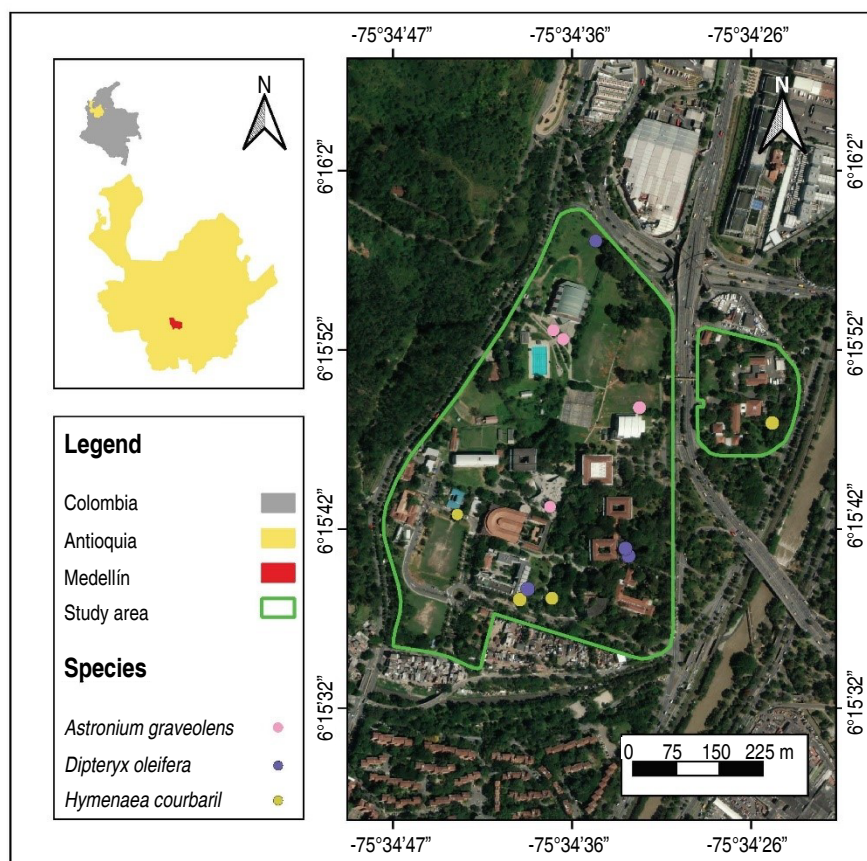 N
Legend
Colombia
Antioquia
Medellín
Study area
Species
Astronium graveolens
Dipteryx oleifera
Hymenaea courbaril
-75°34'47”
-75°34'36”
-75°34'26”
6°16'2”
6°15'52”
6°15'42”
6°15'32”
N
6°16'2”
6°15'52”
6°15'42”
6°15'32”
0 75 150 225 m
-75°34'47”
-75°34'36”
-75°34'26”